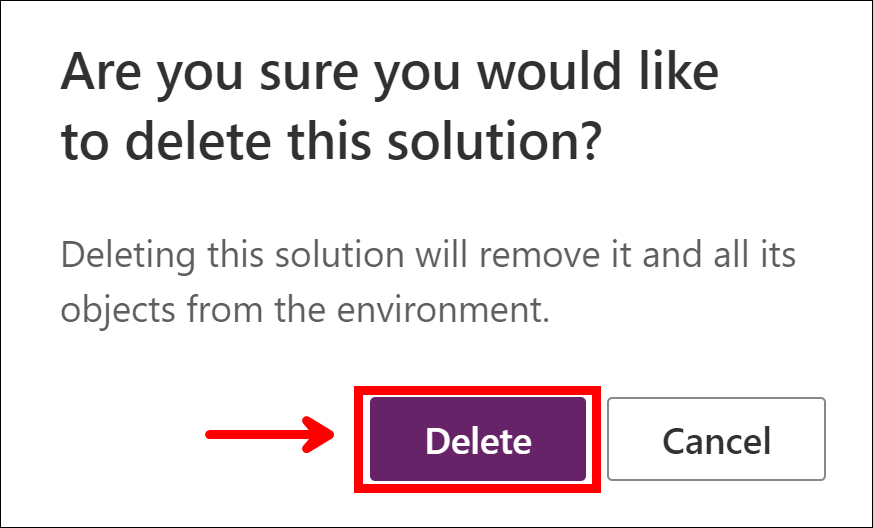 Are you sure you would like
to delete this solution?
Deleting this solution will remove it and all its
objects from the environment.
Delete
Cancel